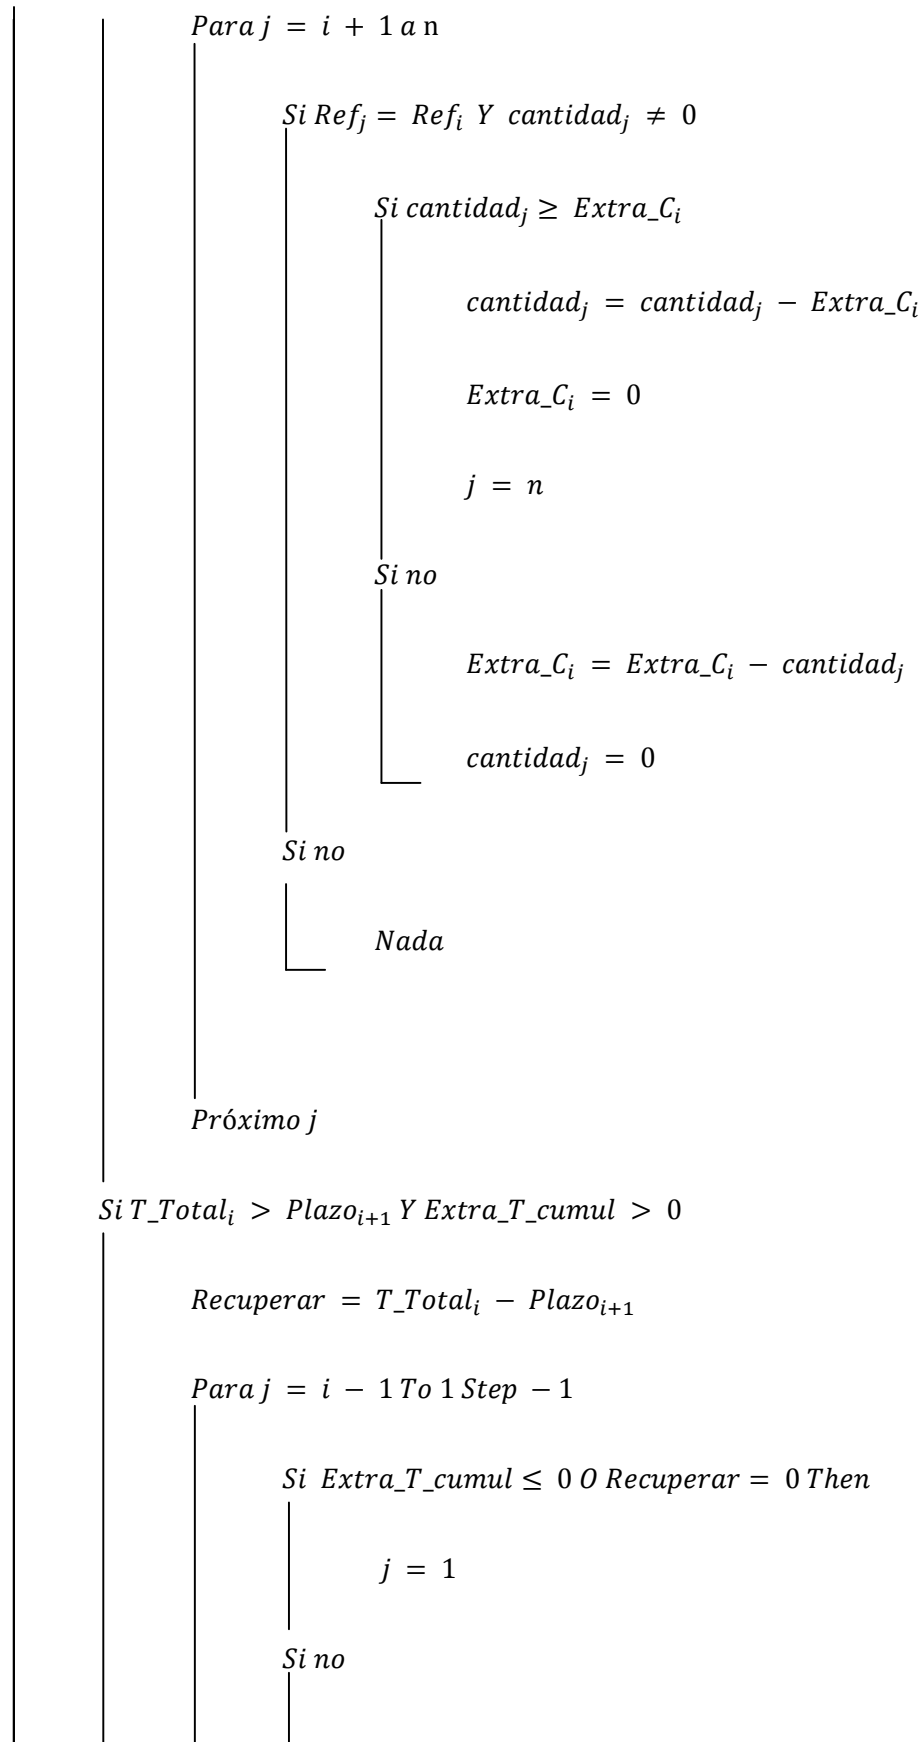 Para j = i + 1 a n
Si Ref_j = Ref_i Y cantidad_j ≠ 0
Si cantidad_j ≥ Extra_C_i
cantidad_j = cantidad_j − Extra_C_i
Extra_C_i = 0
j = n
Si no
Extra_C_i = Extra_C_i − cantidad_j
cantidad_j = 0
Si no
Nada
Próximo j
Si T_Total_i > Plazo_{i+1} Y Extra_T_cumul > 0
Recuperar = T_Total_i − Plazo_{i+1}
Para j = i − 1 To 1 Step − 1
Si Extra_T_cumul ≤ 0 O Recuperar = 0 Then
j = 1
Si no